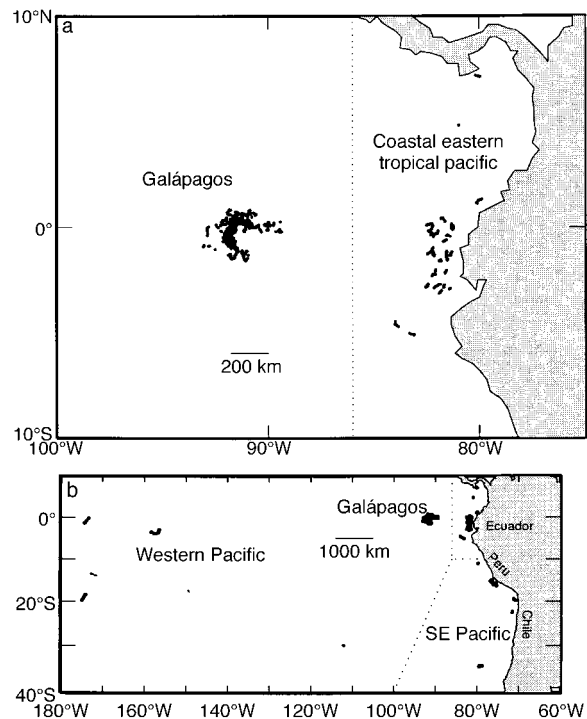 10°N
a
Galápagos
Coastal eastern
tropical pacific
0°
200 km
10°S
100°W
90°W
80°W
b
0°
Galápagos
Ecuador
Western Pacific
1000 km
Peru
20°S
SE Pacific
Chile
40°S
180°W 160°W 140°W 120°W 100°W 80°W 60°W